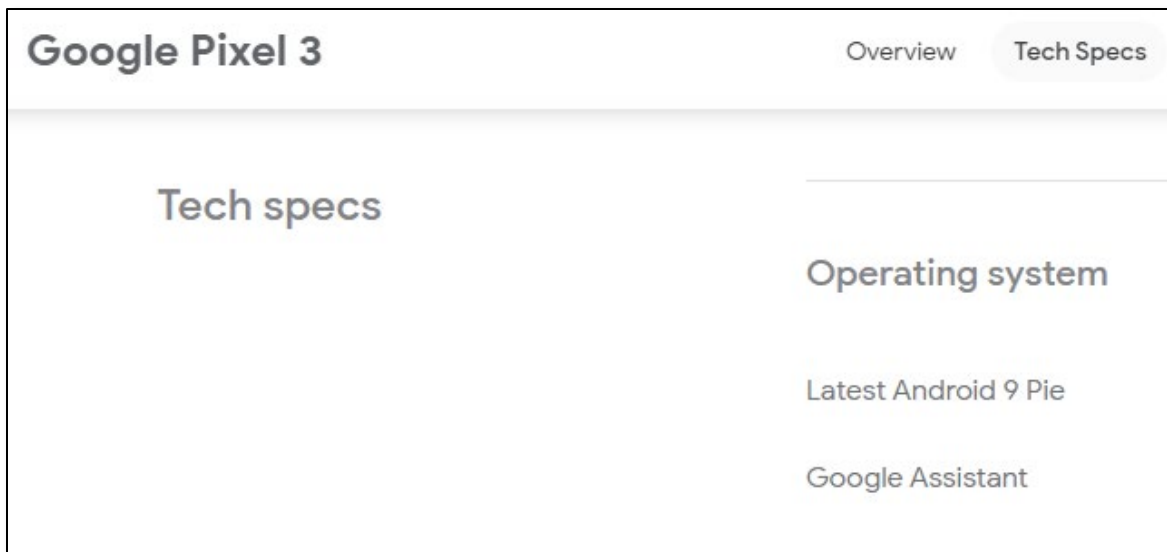 Google Pixel 3
Overview
Tech Specs
Tech specs
Operating system
Latest Android 9 Pie
Google Assistant